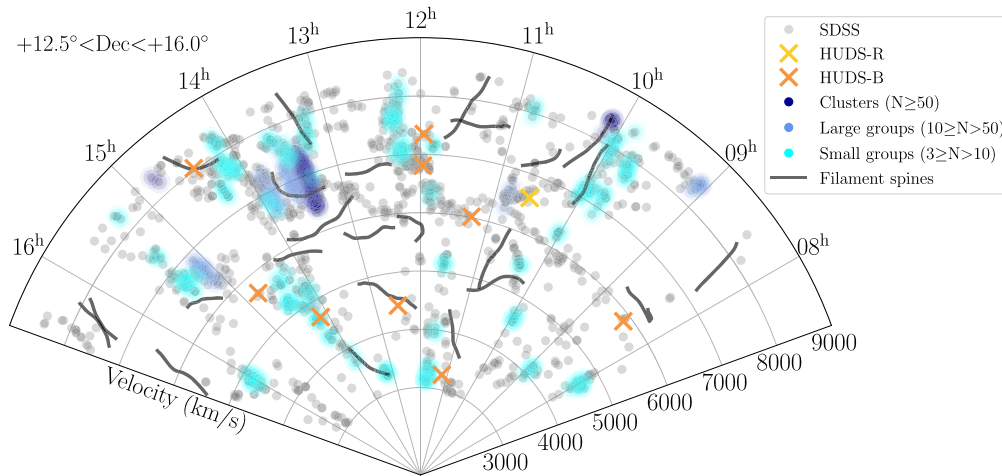 +12.5°<Dec<+16.0°
16h
15h
14h
13h
12h
11h
10h
09h
08h
Velocity (km/s)
3000
4000
5000
6000
7000
8000
9000
SDSS
HUDS-R
HUDS-B
Clusters (N≥50)
Large groups (10≥N>50)
Small groups (3≥N>10)
Filament spines